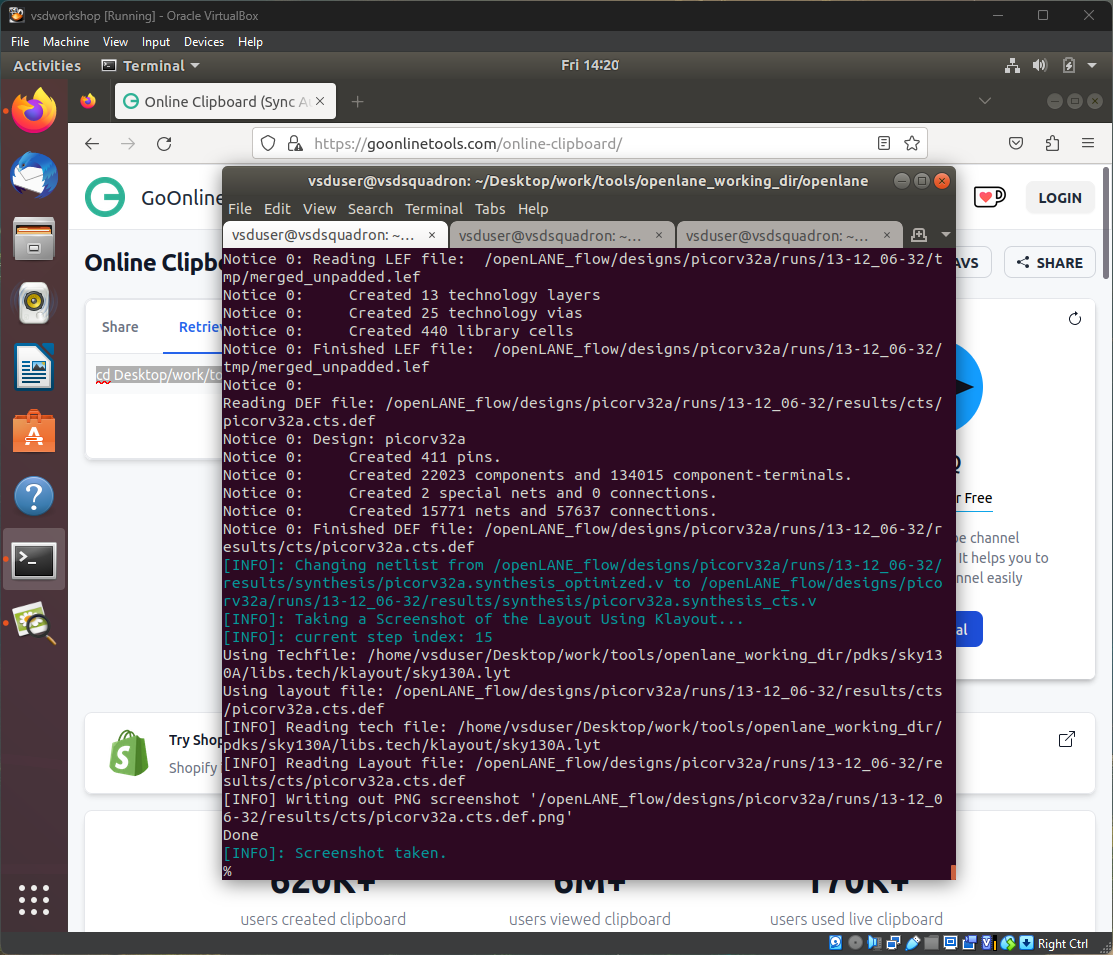 vsdworkshop [Running] - Oracle VirtualBox
File Machine View Input Devices Help
Activities Terminal Fri 14:20
Online Clipboard (Sync A
https://goonlinetools.com/online-clipboard/
GoOnline
LOGIN
Online Clipb
AVS
SHARE
Share Retriev
cd Desktop/work/to
r Free
be channel
It helps you to
nnel easily
al
Try Shop
Shopify i
620K+ 6M+ 170K+
users created clipboard users viewed clipboard users used live clipboard
vsduser@vsdsquadron: ~/Desktop/work/tools/openlane_working_dir/openlane
File Edit View Search Terminal Tabs Help
vsduser@vsdsquadron: ~... vsduser@vsdsquadron: ~... vsduser@vsdsquadron: ~...
Notice 0: Reading LEF file:  /openLANE_flow/designs/picorv32a/runs/13-12_06-32/t
mp/merged_unpadded.lef
Notice 0:     Created 13 technology layers
Notice 0:     Created 25 technology vias
Notice 0:     Created 440 library cells
Notice 0: Finished LEF file:  /openLANE_flow/designs/picorv32a/runs/13-12_06-32/
tmp/merged_unpadded.lef
Notice 0:
Reading DEF file: /openLANE_flow/designs/picorv32a/runs/13-12_06-32/results/cts/
picorv32a.cts.def
Notice 0: Design: picorv32a
Notice 0:     Created 411 pins.
Notice 0:     Created 22023 components and 134015 component-terminals.
Notice 0:     Created 2 special nets and 0 connections.
Notice 0:     Created 15771 nets and 57637 connections.
Notice 0: Finished DEF file: /openLANE_flow/designs/picorv32a/runs/13-12_06-32/r
esults/cts/picorv32a.cts.def
[INFO]: Changing netlist from /openLANE_flow/designs/picorv32a/runs/13-12_06-32/
results/synthesis/picorv32a.synthesis_optimized.v to /openLANE_flow/designs/pico
rv32a/runs/13-12_06-32/results/synthesis/picorv32a.synthesis_cts.v
[INFO]: Taking a Screenshot of the Layout Using Klayout...
[INFO]: current step index: 15
Using Techfile: /home/vsduser/Desktop/work/tools/openlane_working_dir/pdks/sky13
0A/libs.tech/klayout/sky130A.lyt
Using layout file: /openLANE_flow/designs/picorv32a/runs/13-12_06-32/results/cts
/picorv32a.cts.def
[INFO] Reading tech file: /home/vsduser/Desktop/work/tools/openlane_working_dir/
pdks/sky130A/libs.tech/klayout/sky130A.lyt
[INFO] Reading Layout file: /openLANE_flow/designs/picorv32a/runs/13-12_06-32/re
sults/cts/picorv32a.cts.def
[INFO] Writing out PNG screenshot '/openLANE_flow/designs/picorv32a/runs/13-12_0
6-32/results/cts/picorv32a.cts.def.png'
Done
[INFO]: Screenshot taken.
%
Right Ctrl